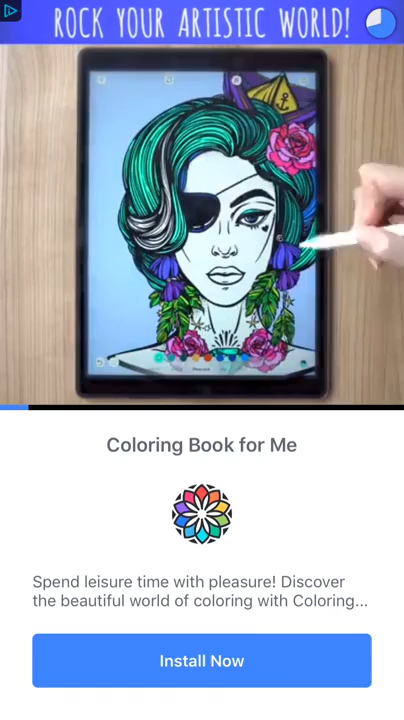 ROCK YOUR ARTISTIC WORLD!
Coloring Book for Me
Spend leisure time with pleasure! Discover
the beautiful world of coloring with Coloring...
Install Now